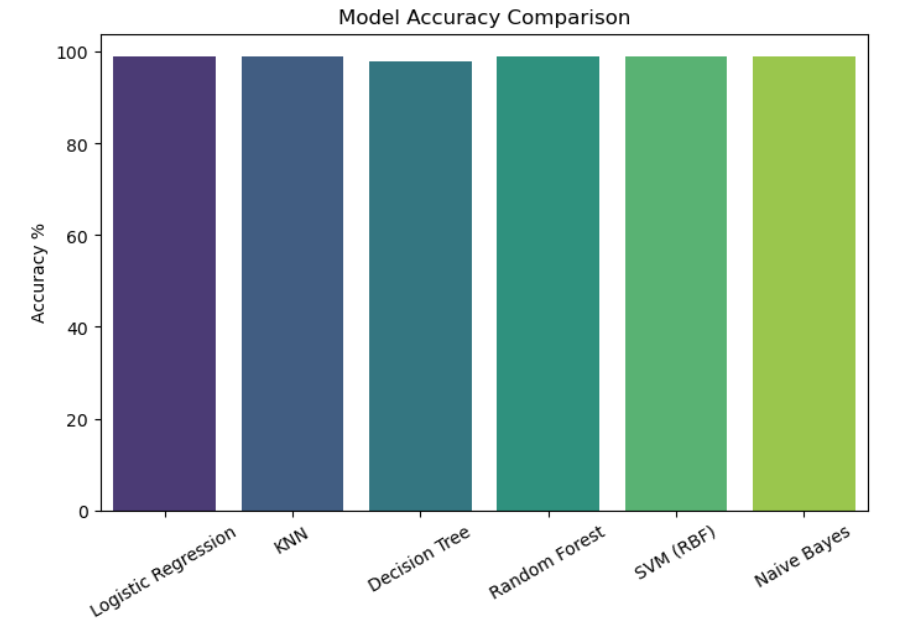 Model Accuracy Comparison
Accuracy %
100
80
60
40
20
0
Logistic Regression
KNN
Decision Tree
Random Forest
SVM (RBF)
Naive Bayes